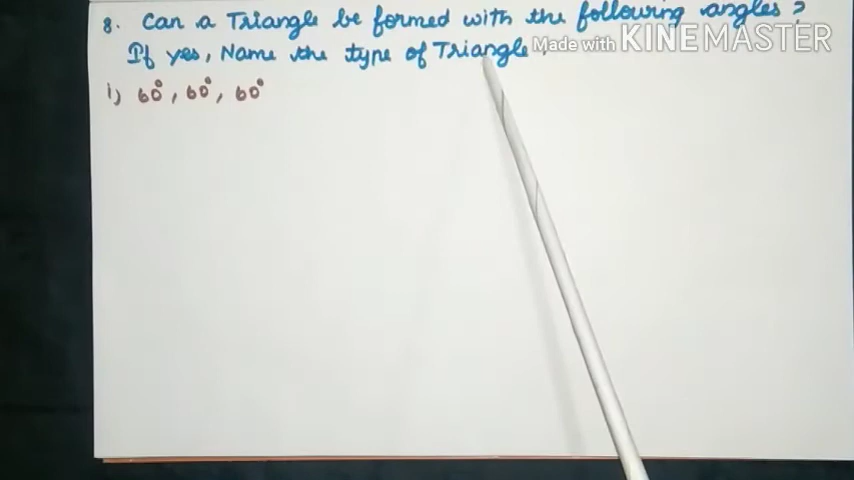 8. Can a Triangle be formed with the following angles?
If yes, Name the type of Triangle.
Made with KINEMASTER
i) 60°, 60°, 60°